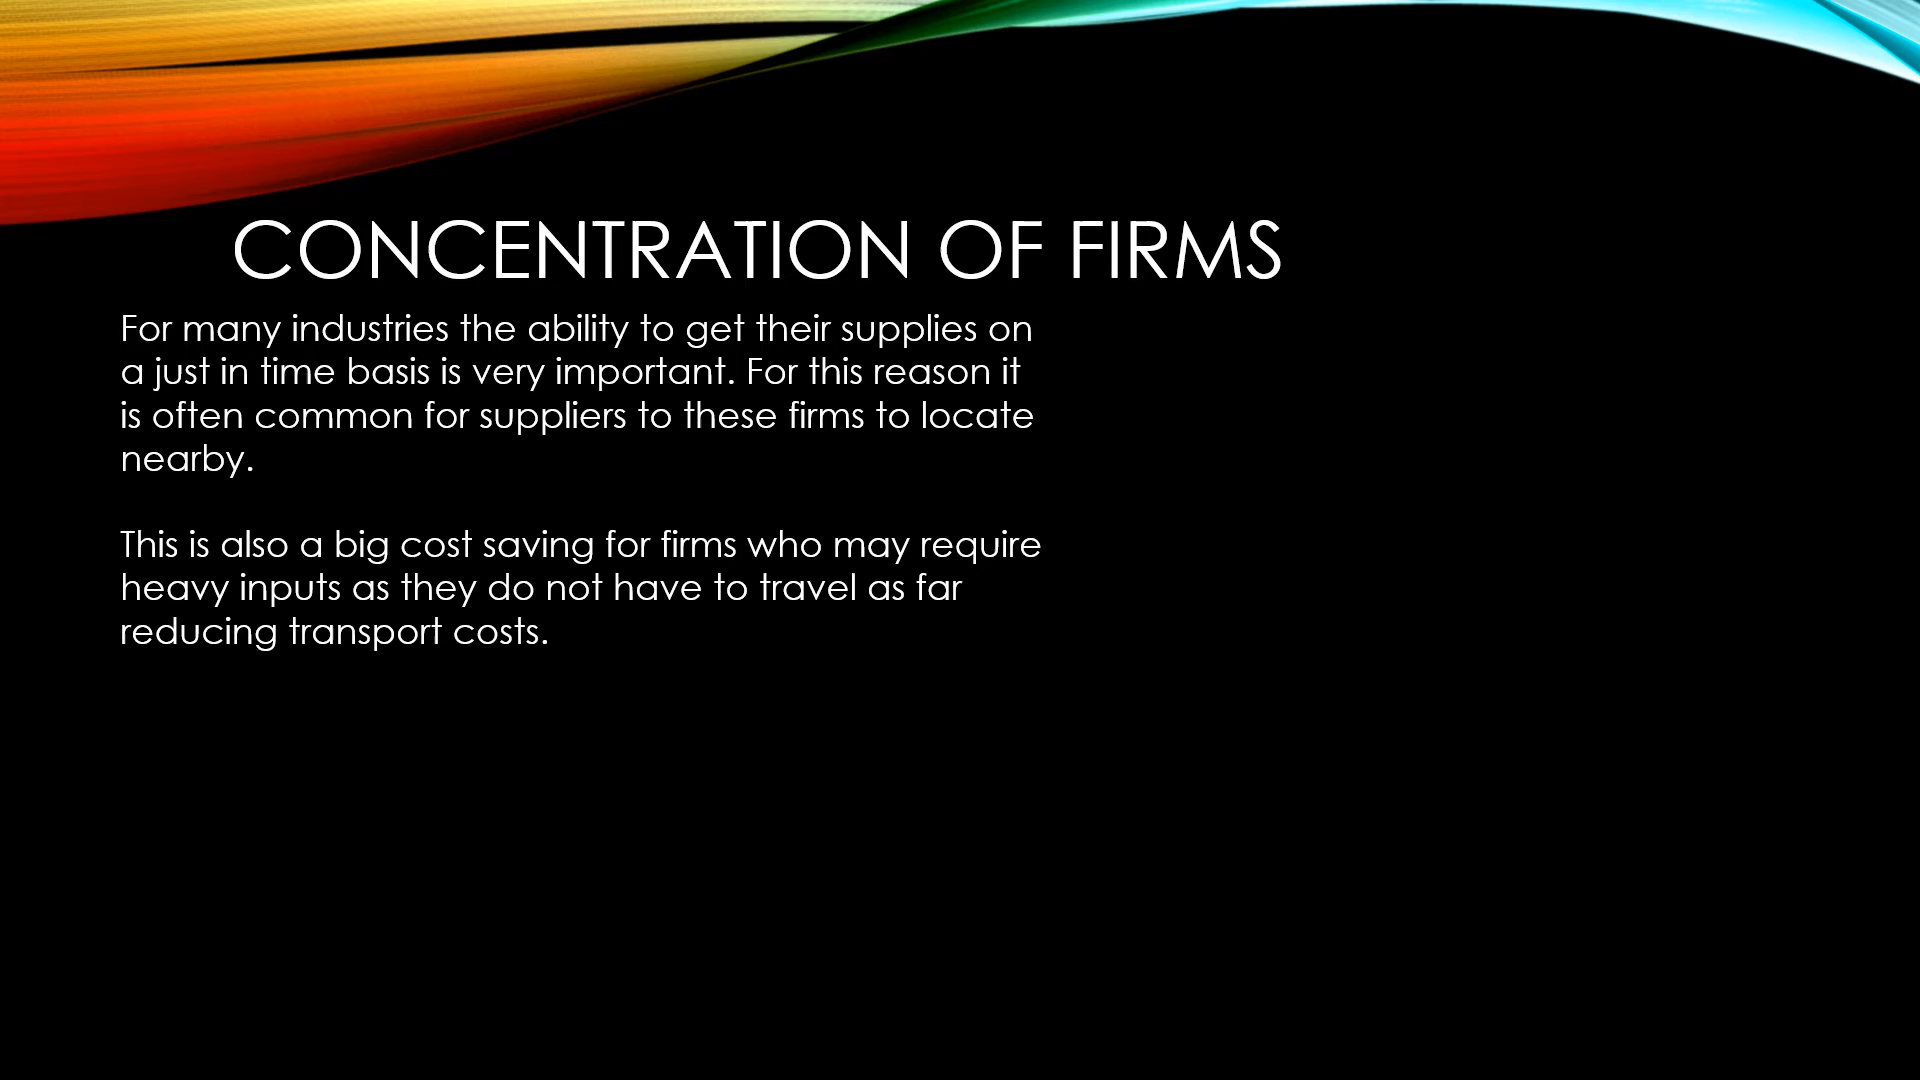 CONCENTRATION OF FIRMS
For many industries the ability to get their supplies on
a just in time basis is very important. For this reason it
is often common for suppliers to these firms to locate
nearby.
This is also a big cost saving for firms who may require
heavy inputs as they do not have to travel as far
reducing transport costs.